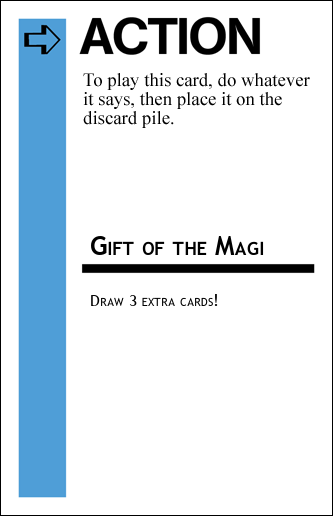 ACTION
To play this card, do whatever
it says, then place it on the
discard pile.
Gift of the Magi
Draw 3 extra cards!